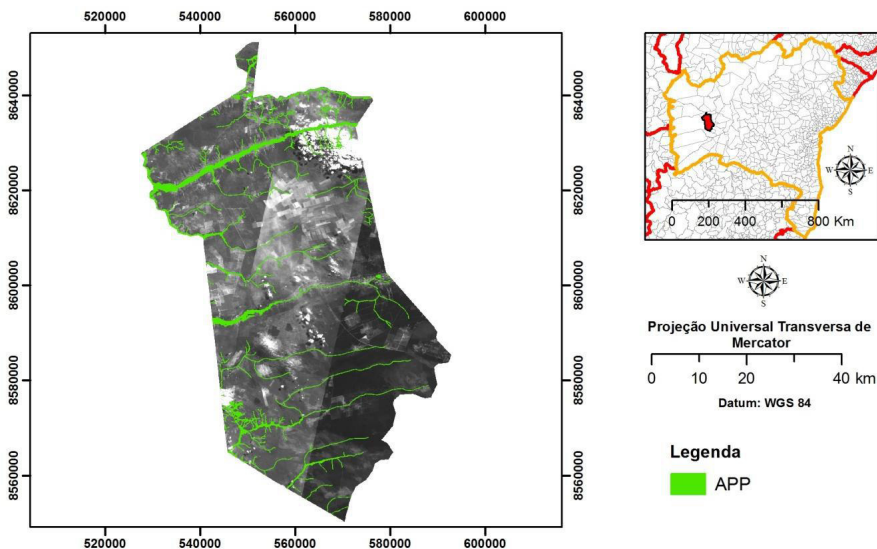 520000 540000 560000 580000 600000
8640000
8620000
8600000
8580000
8560000
8640000
8620000
8600000
8580000
8560000
520000 540000 560000 580000 600000
N
W E
S
0 200 400 800 Km
N
W E
S
Projeção Universal Transversa de
Mercator
0 10 20 40 km
Datum: WGS 84
Legenda
APP